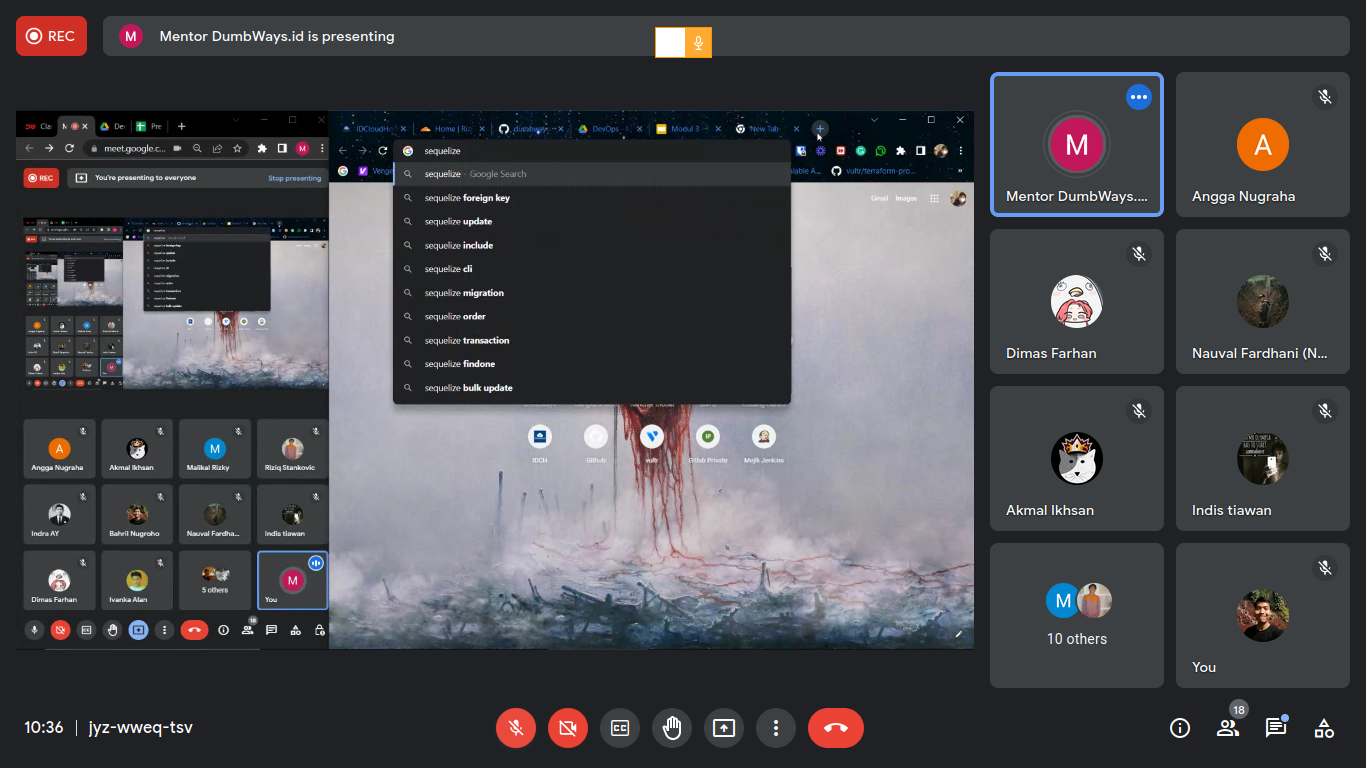 REC
M
Mentor DumbWays.id is presenting
Cla
M
De
Pre
meet.google.c...
M
REC
You're presenting to everyone
Stop presenting
IDCloudHo
Home | R
dumbway
DevOps -
Modul 3
New Tab
sequelize
sequelize - Google Search
sequelize foreign key
sequelize update
sequelize include
sequelize cli
sequelize migration
sequelize order
sequelize transaction
sequelize findone
sequelize bulk update
Venge
vultr/terraform-pro...
Gmail Images
IDCH
Github
vultr
Gitlab Private
Mejik Jenkins
A
Angga Nugraha
Akmal Ikhsan
M
Malikal Rizky
Riziq Stankovic
Indra AY
Bahril Nugroho
Nauval Fardha...
Indis tiawan
Dimas Farhan
Ivanka Alan
5 others
M
You
18
M
Mentor DumbWays....
A
Angga Nugraha
Dimas Farhan
Nauval Fardhani (N...
Akmal Ikhsan
Indis tiawan
M
10 others
You
10:36 | jyz-wweq-tsv
CC
18